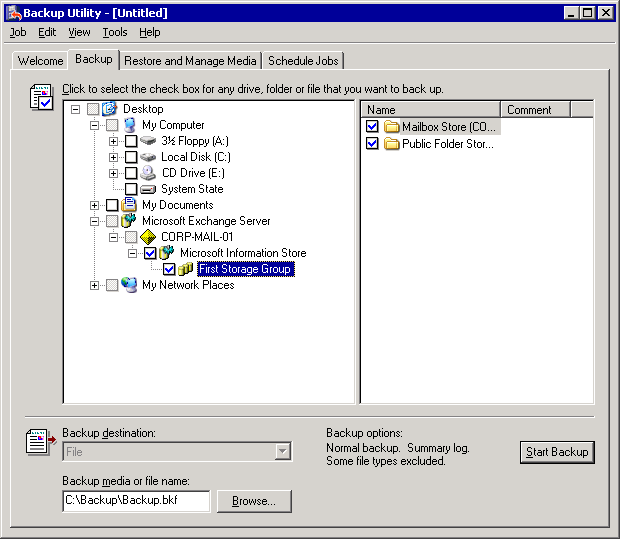 Backup Utility - [Untitled]
Job Edit View Tools Help
Welcome Backup Restore and Manage Media Schedule Jobs
Click to select the check box for any drive, folder or file that you want to back up.
Desktop
My Computer
3½ Floppy (A:)
Local Disk (C:)
CD Drive (E:)
System State
My Documents
Microsoft Exchange Server
CORP-MAIL-01
Microsoft Information Store
First Storage Group
My Network Places
Name Comment
Mailbox Store (CO...
Public Folder Stor...
Backup destination:
File
Backup media or file name:
C:\Backup\Backup.bkf
Browse...
Backup options:
Normal backup. Summary log.
Some file types excluded.
Start Backup